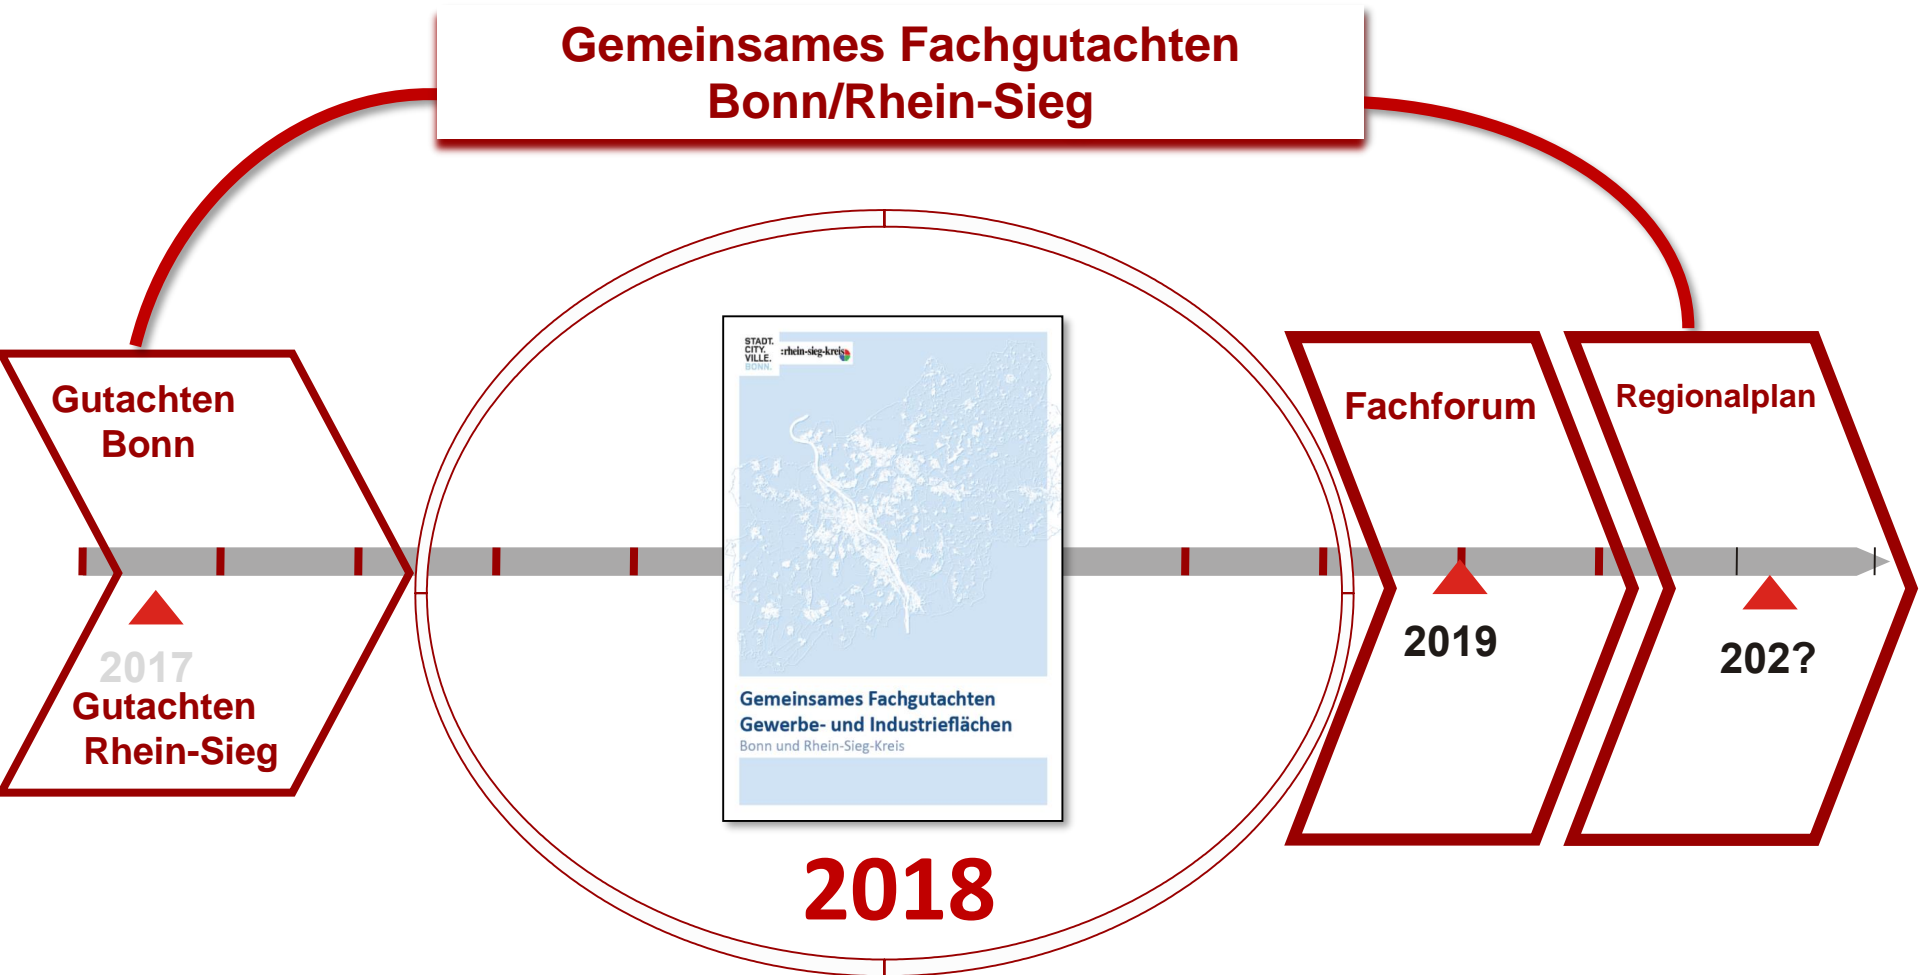 Gemeinsames Fachgutachten
Bonn/Rhein-Sieg
Gutachten
Bonn
2017
Gutachten
Rhein-Sieg
STADT.
CITY.
VILLE.
BONN.
:rhein-sieg-kreis
Gemeinsames Fachgutachten
Gewerbe- und Industrieflächen
Bonn und Rhein-Sieg-Kreis
2018
Fachforum
2019
Regionalplan
202?